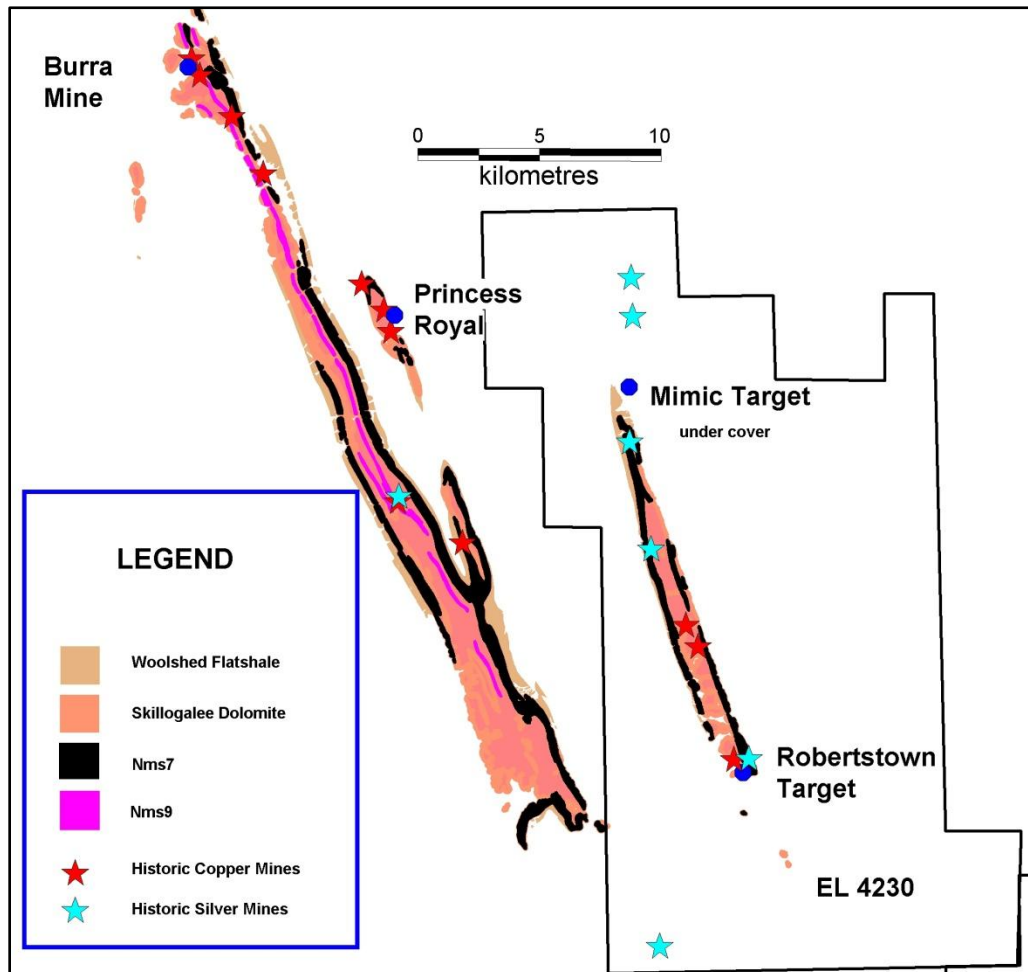 Burra
Mine
0 5 10
kilometres
Princess
Royal
Mimic Target
under cover
LEGEND
Woolshed Flatshale
Skillogalee Dolomite
Nms7
Nms9
Historic Copper Mines
Historic Silver Mines
Robertstown
Target
EL 4230